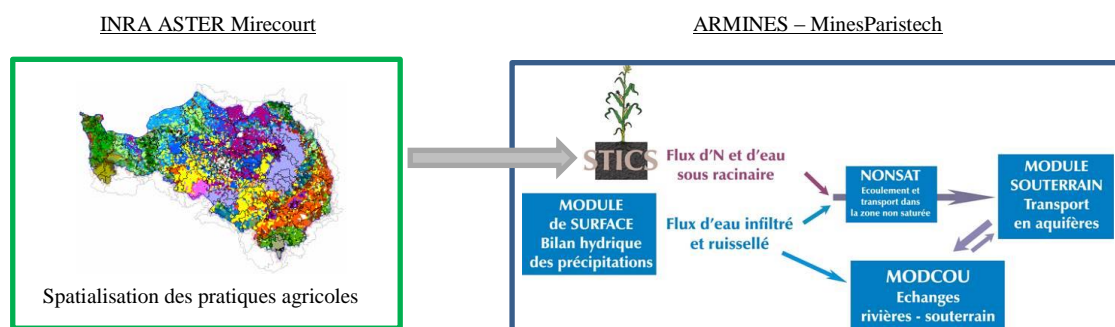 INRA ASTER Mirecourt
ARMINES – MinesParistech
Spatialisation des pratiques agricoles
STICS
Flux d'N et d'eau
sous racinaire
MODULE
de SURFACE
Bilan hydrique
des précipitations
Flux d'eau infiltré
et ruissellé
NONSAT
Ecoulement et
transport dans
la zone non saturée
MODULE
SOUTERRAIN
Transport
en aquifères
MODCOU
Echanges
rivières - souterrain